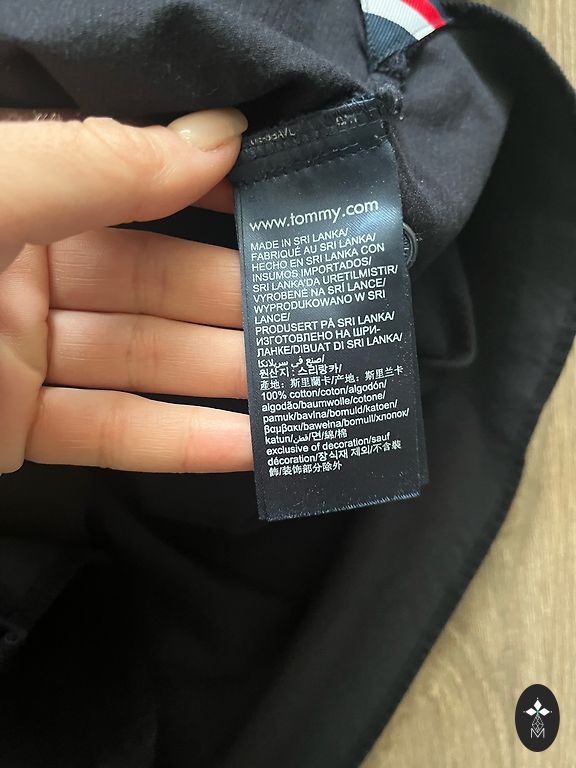 www.tommy.com
MADE IN SRI LANKA/
FABRIQUÉ AU SRI LANKA/
HECHO EN SRI LANKA CON
INSUMOS IMPORTADOS/
SRI LANKA'DA ÜRETILMISTIR/
VYROBENÉ NA SRÍ LANCE/
WYPRODUKOWANO W SRI
LANCE/
PRODUSERT PÅ SRI LANKA/
ИЗГОТОВЛЕНО НА ШРИ-
ЛАНКЕ/DIBUAT DI SRI LANKA/
صنع في سريلانكا/
원산지 : 스리랑카/
產地：斯里蘭卡/产地：斯里兰卡
100% cotton/coton/algodón/
algodão/baumwolle/cotone/
pamuk/bavlna/bomuld/katoen/
βαμβακι/bawełna/bomull/хлопок/
katun/قطن/면/綿/棉
exclusive of decoration/sauf
décoration/장식재 제외/不含裝
飾/装饰部分除外
M